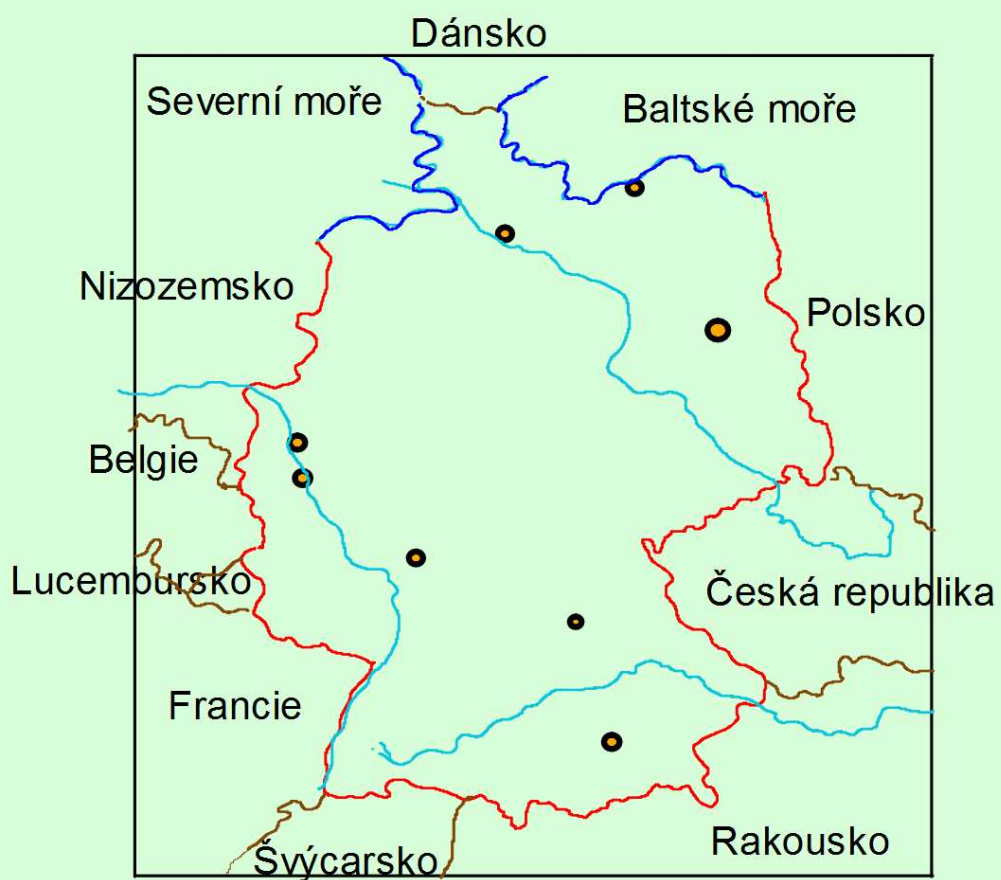 Dánsko
Severní moře
Baltské moře
Nizozemsko
Polsko
Belgie
Lucembursko
Česká republika
Francie
Rakousko
Švýcarsko